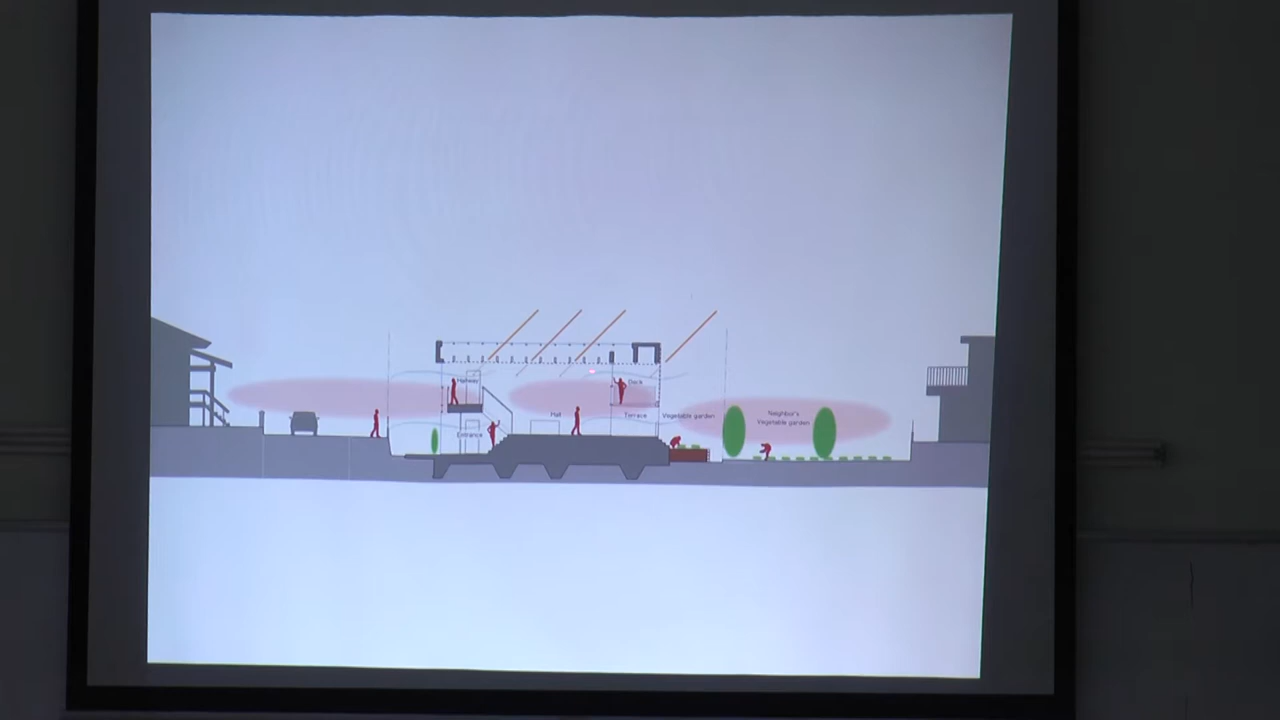 Hallway
Deck
Hall
Terrace
Vegetable garden
Neighbor's
Vegetable garden
Entrance